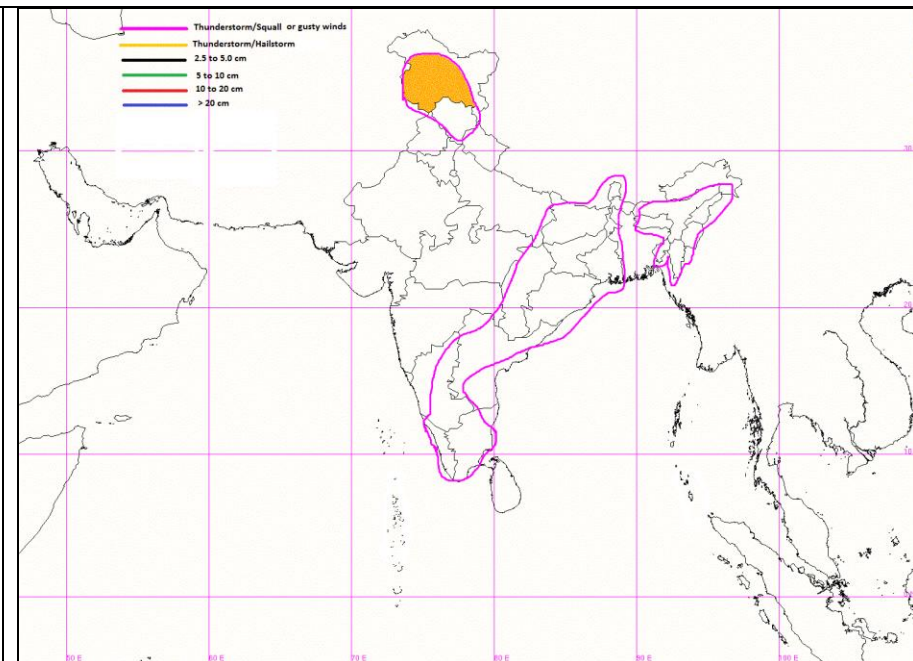 Thunderstorm/Squall or gusty winds
Thunderstorm/Hailstorm
2.5 to 5.0 cm
5 to 10 cm
10 to 20 cm
> 20 cm
30
20
10
60 E
70 E
80 E
90 E
100 E